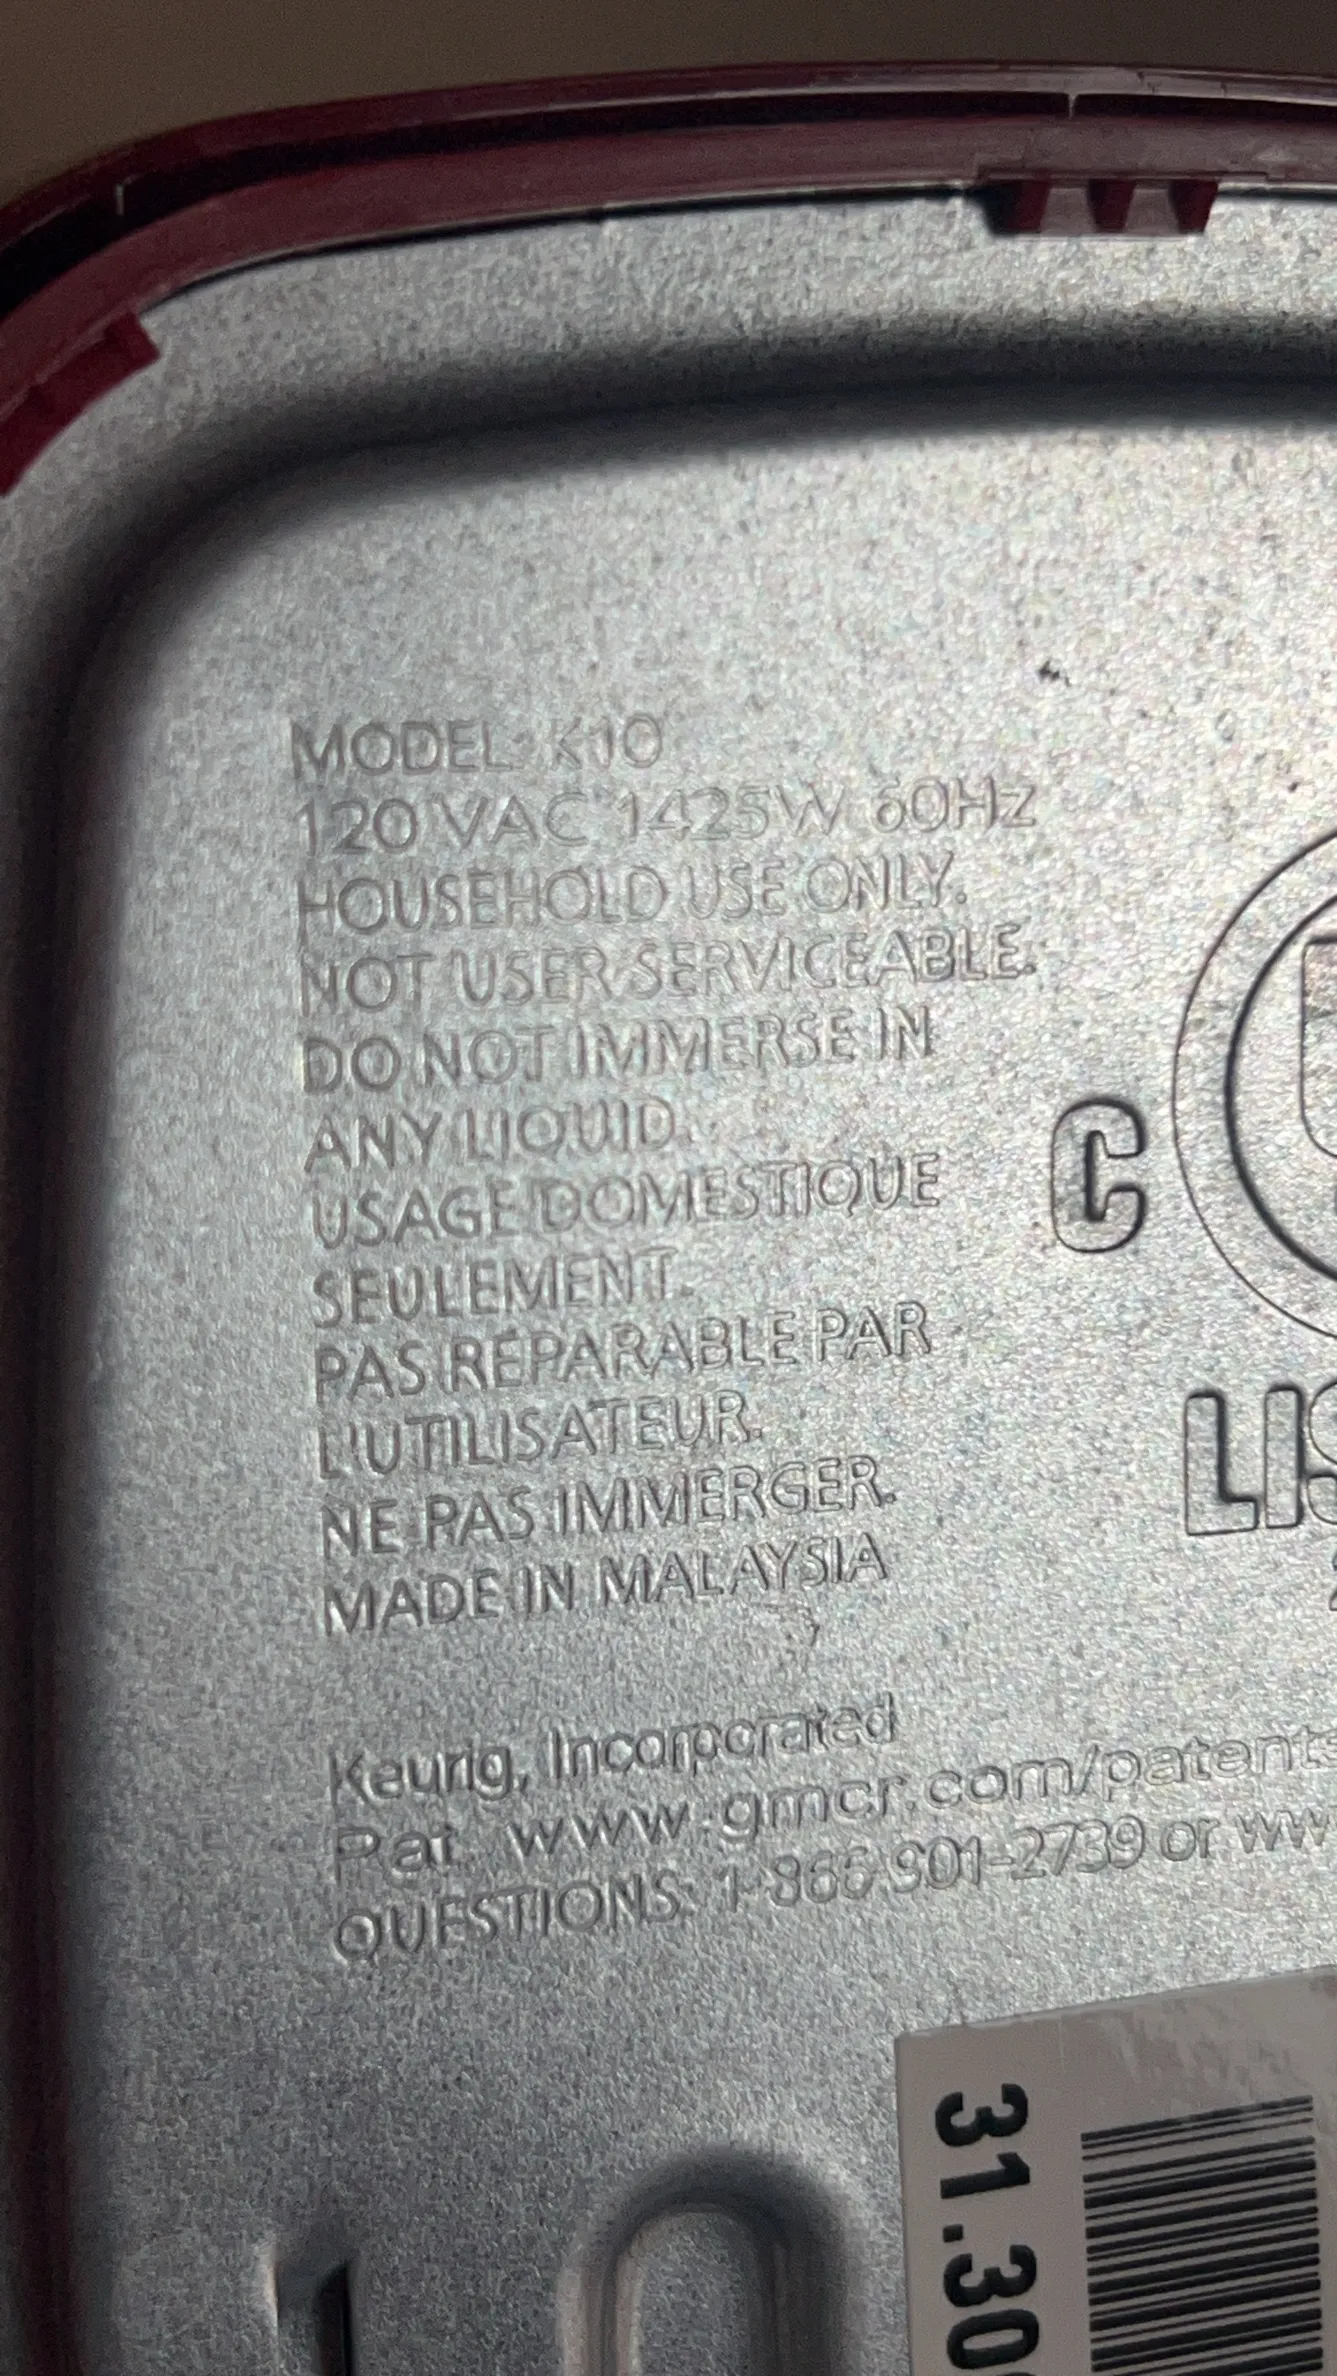 MODEL: K10
120 VAC 1425W 60Hz
HOUSEHOLD USE ONLY.
NOT USER SERVICEABLE.
DO NOT IMMERSE IN
ANY LIQUID.
USAGE DOMESTIQUE
SEULEMENT.
PAS REPARABLE PAR
L'UTILISATEUR.
NE PAS IMMERGER.
MADE IN MALAYSIA
Keurig, Incorporated
Pat. www.gmcr.com/patents
QUESTIONS: 1-866-901-2739 or www
C
LIS
31.30